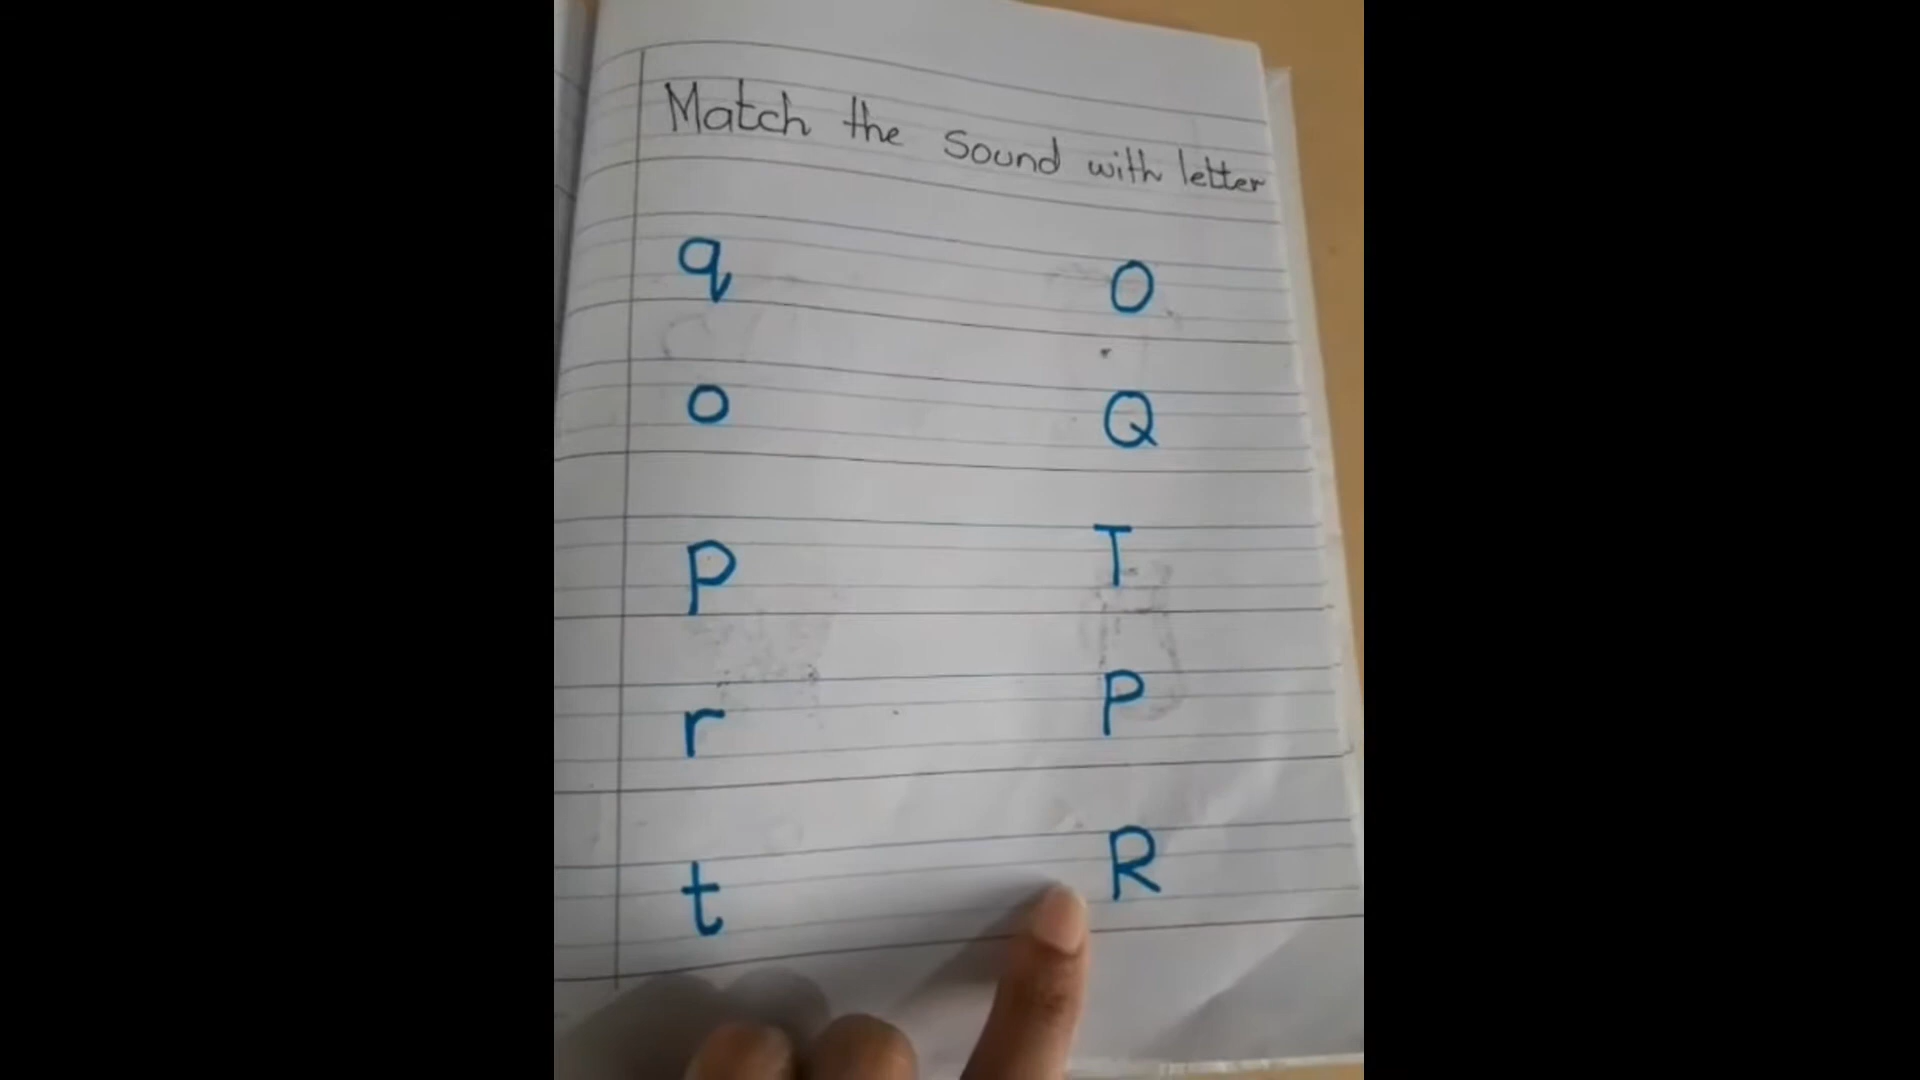 Match the Sound with letter
q O
o Q
p T
r P
t R